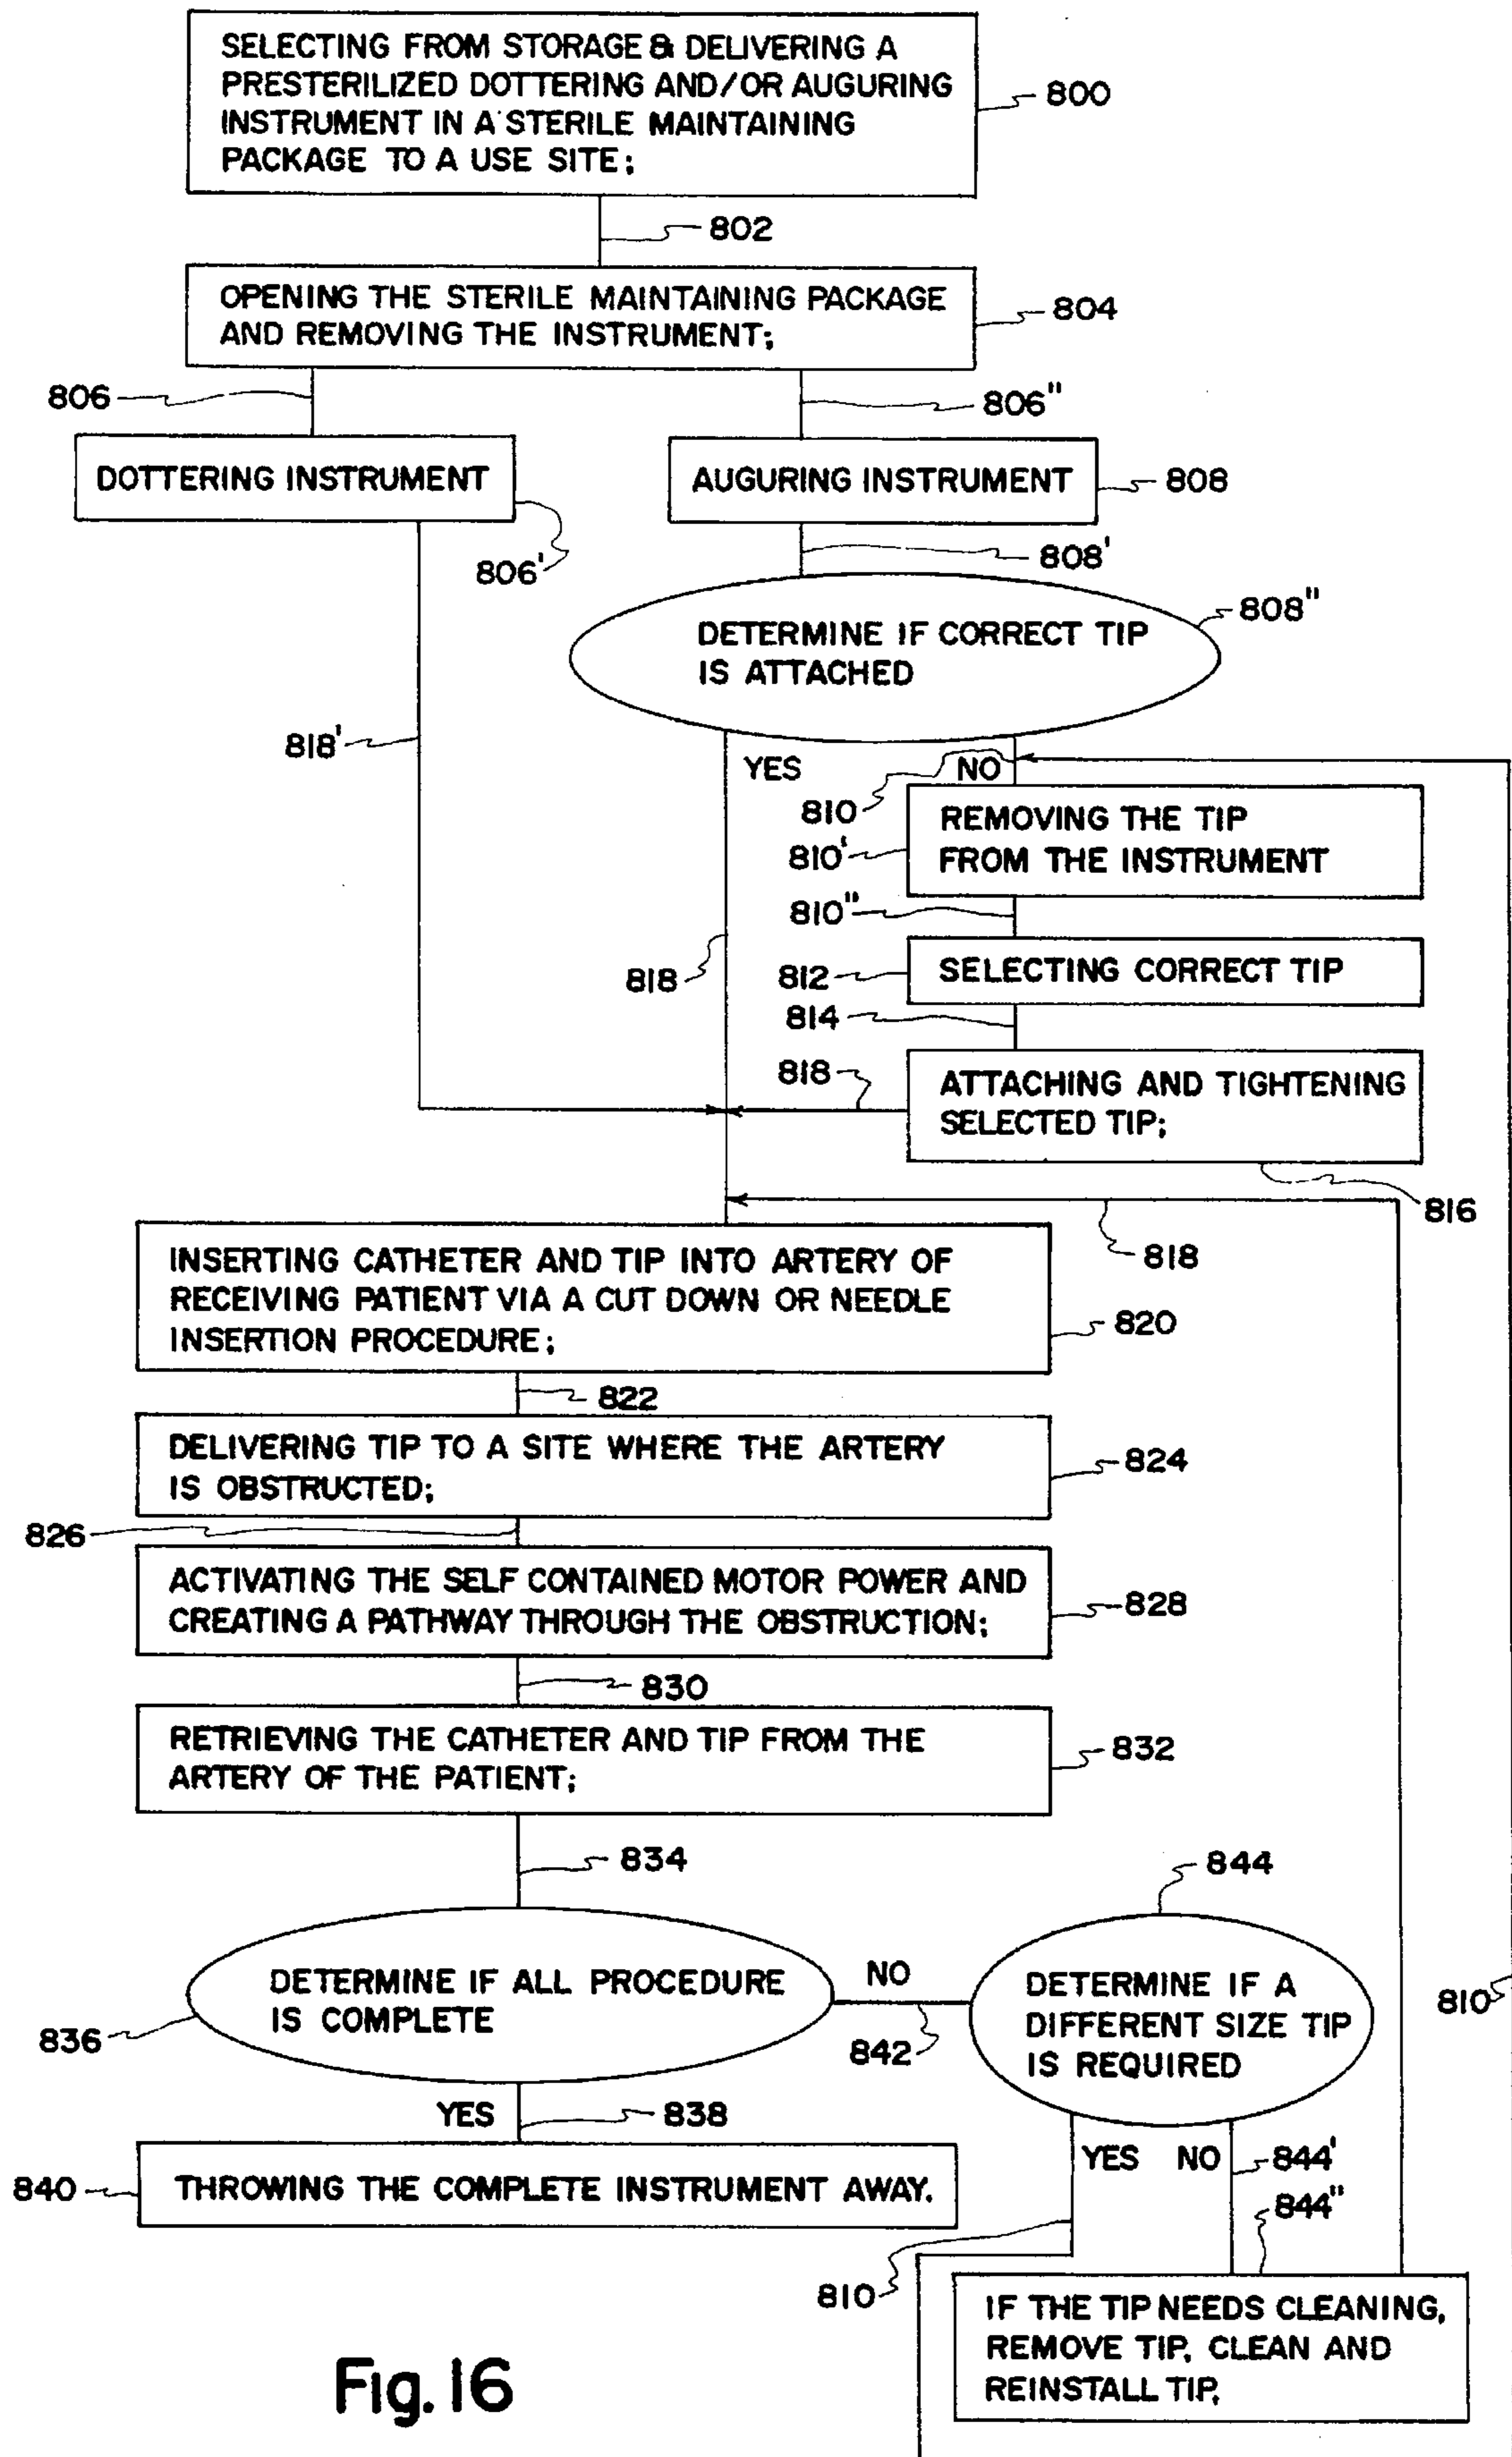 SELECTING FROM STORAGE & DELIVERING A
PRESTERILIZED DOTTERING AND/OR AUGURING
INSTRUMENT IN A STERILE MAINTAINING
PACKAGE TO A USE SITE;
800
802
OPENING THE STERILE MAINTAINING PACKAGE
AND REMOVING THE INSTRUMENT;
804
806
806"
DOTTERING INSTRUMENT
806'
AUGURING INSTRUMENT
808
808'
DETERMINE IF CORRECT TIP
IS ATTACHED
808"
818'
YES
NO
810
REMOVING THE TIP
FROM THE INSTRUMENT
810'
810"
818
812
SELECTING CORRECT TIP
814
818
ATTACHING AND TIGHTENING
SELECTED TIP;
816
818
INSERTING CATHETER AND TIP INTO ARTERY OF
RECEIVING PATIENT VIA A CUT DOWN OR NEEDLE
INSERTION PROCEDURE;
820
822
DELIVERING TIP TO A SITE WHERE THE ARTERY
IS OBSTRUCTED;
824
826
ACTIVATING THE SELF CONTAINED MOTOR POWER AND
CREATING A PATHWAY THROUGH THE OBSTRUCTION;
828
830
RETRIEVING THE CATHETER AND TIP FROM THE
ARTERY OF THE PATIENT;
832
834
844
DETERMINE IF ALL PROCEDURE
IS COMPLETE
836
NO
842
DETERMINE IF A
DIFFERENT SIZE TIP
IS REQUIRED
810
YES
838
840
THROWING THE COMPLETE INSTRUMENT AWAY.
YES
NO
844'
844"
810
IF THE TIP NEEDS CLEANING,
REMOVE TIP, CLEAN AND
REINSTALL TIP.
Fig. 16